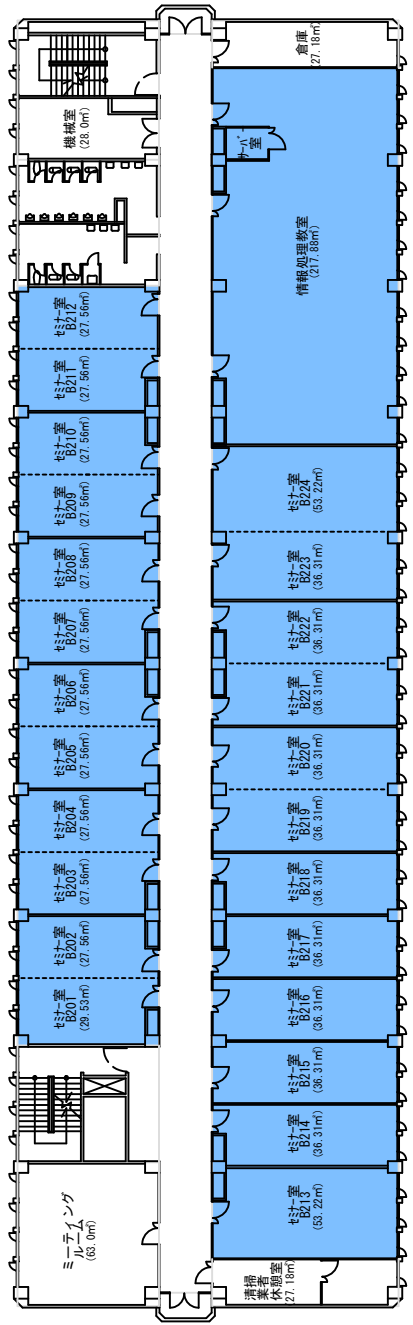 機械室
(28.0㎡)
セミナー室
B212
(27.56㎡)
セミナー室
B211
(27.56㎡)
セミナー室
B210
(27.56㎡)
セミナー室
B209
(27.56㎡)
セミナー室
B208
(27.56㎡)
セミナー室
B207
(27.56㎡)
セミナー室
B206
(27.56㎡)
セミナー室
B205
(27.56㎡)
セミナー室
B204
(27.56㎡)
セミナー室
B203
(27.56㎡)
セミナー室
B202
(27.56㎡)
セミナー室
B201
(29.53㎡)
ミーティング
ルーム
(63.0㎡)
倉庫
(27.18㎡)
サーバー
室
情報処理教室
(217.88㎡)
セミナー室
B224
(53.22㎡)
セミナー室
B223
(36.31㎡)
セミナー室
B222
(36.31㎡)
セミナー室
B221
(36.31㎡)
セミナー室
B220
(36.31㎡)
セミナー室
B219
(36.31㎡)
セミナー室
B218
(36.31㎡)
セミナー室
B217
(36.31㎡)
セミナー室
B216
(36.31㎡)
セミナー室
B215
(36.31㎡)
セミナー室
B214
(36.31㎡)
セミナー室
B213
(53.22㎡)
清掃
業者
休憩室
(27.18㎡)